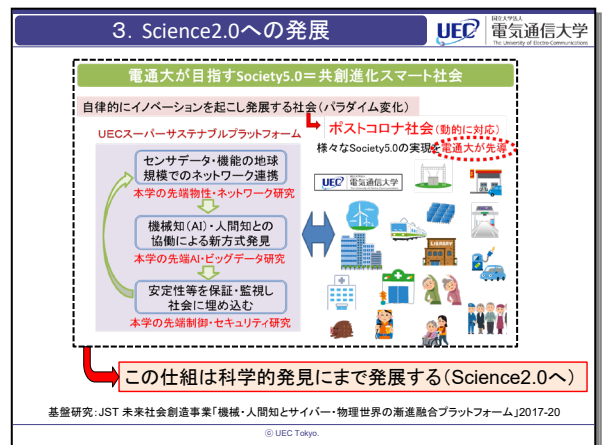 3. Science2.0への発展
UEC
国立大学法人
電気通信大学
The University of Electro-Communications
電通大が目指すSociety5.0＝共創進化スマート社会
自律的にイノベーションを起こし発展する社会(パラダイム変化)
ポストコロナ社会(動的に対応)
様々なSociety5.0の実現を電通大が先導
UECスーパーサステナブルプラットフォーム
センサデータ・機能の地球
規模でのネットワーク連携
本学の先端物性・ネットワーク研究
機械知(AI)・人間知との
協働による新方式発見
本学の先端AI・ビッグデータ研究
安定性等を保証・監視し
社会に埋め込む
本学の先端制御・セキュリティ研究
UEC 電気通信大学
LIBRARY
この仕組は科学的発見にまで発展する(Science2.0へ)
基盤研究：JST 未来社会創造事業「機械・人間知とサイバー・物理世界の漸進融合プラットフォーム」2017-20
© UEC Tokyo.